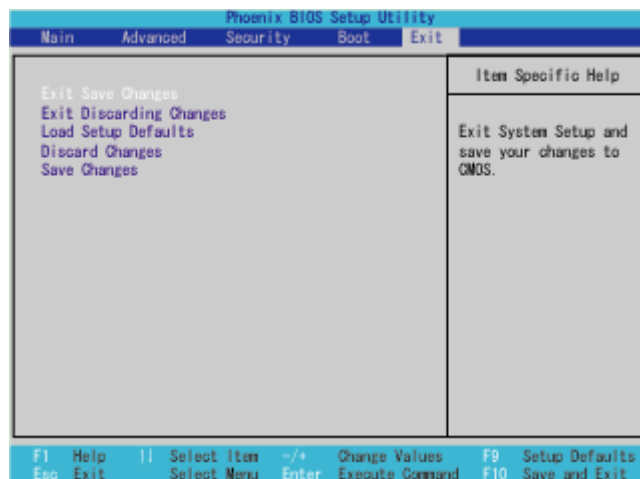 Phoenix BIOS Setup Utility
Main Advanced Security Boot Exit
Item Specific Help
Exit Save Changes
Exit Discarding Changes
Load Setup Defaults
Discard Changes
Save Changes
Exit System Setup and
save your changes to
CMOS.
F1 Help ↑↓ Select Item -/+ Change Values F9 Setup Defaults
Esc Exit Select Menu Enter Execute Command F10 Save and Exit